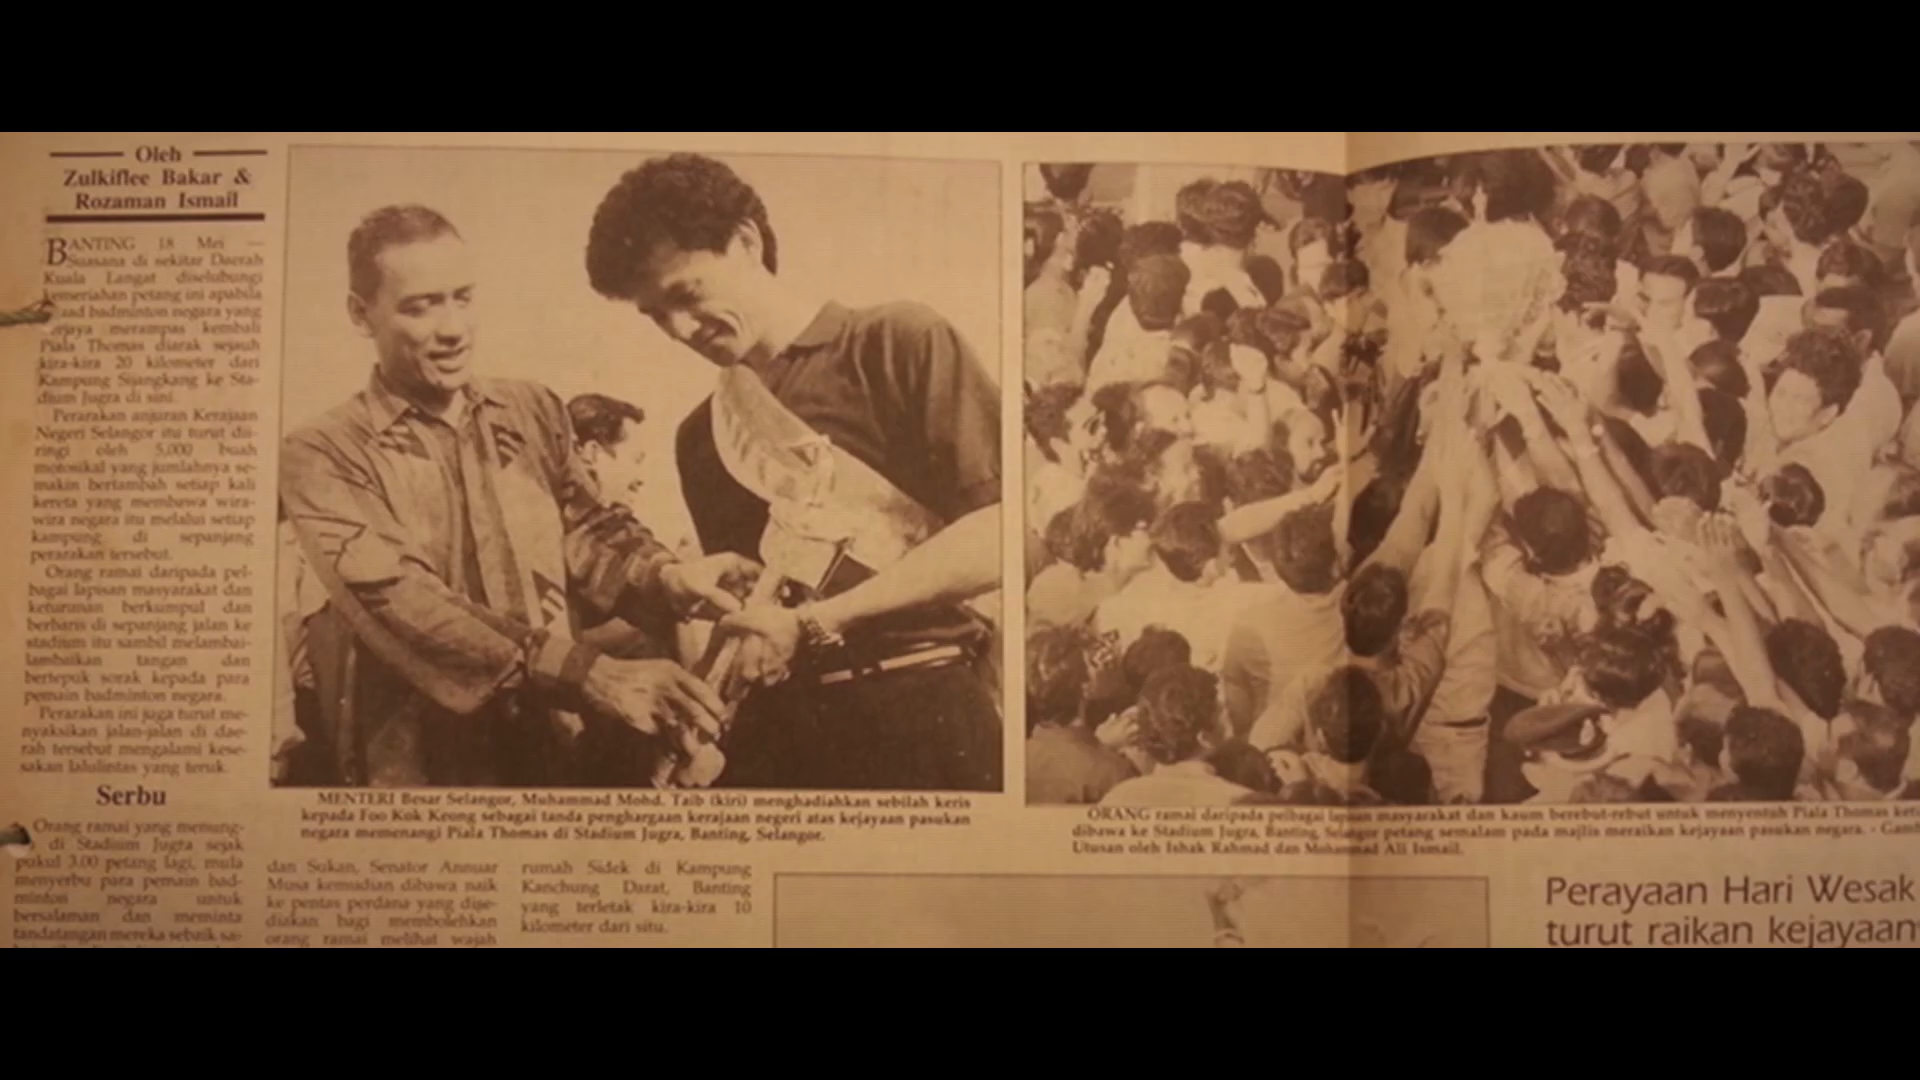 Oleh
Zulkiflee Bakar &
Rozaman Ismail
BANTING 18 Mei —
Suasana di sekitar Daerah
Kuala Langat diselubungi
kemeriahan petang ini apabila
badminton negara yang
merampas kembali
Piala Thomas diarak sejauh
kira-kira 20 kilometer dari
Kampung Sijangkang ke Sta-
dium Jugra di sini.
Perarakan anjuran Kerajaan
Negeri Selangor itu turut dii-
ringi oleh 5,000 buah
motosikal yang jumlahnya se-
makin bertambah setiap kali
kereta yang membawa wira-
wira negara itu melalui setiap
kampung di sepanjang
perarakan tersebut.
Orang ramai daripada pel-
bagai lapisan masyarakat dan
keturunan berkumpul dan
berbaris di sepanjang jalan ke
stadium itu sambil melambai-
lambaikan tangan dan
bertepuk sorak kepada para
pemain badminton negara.
Perarakan ini juga turut me-
nyaksikan jalan-jalan di dae-
rah tersebut mengalami kese-
sakan lalulintas yang teruk.
Serbu
Orang ramai yang menung-
di Stadium Jugra sejak
pukul 3.00 petang lagi, mula
menyerbu para pemain bad-
minton negara untuk
bersalaman dan meminta
tandatangan mereka sebaik sa-
MENTERI Besar Selangor, Muhammad Mohd. Taib (kiri) menghadiahkan sebilah keris
kepada Foo Kok Keong sebagai tanda penghargaan kerajaan negeri atas kejayaan pasukan
negara memenangi Piala Thomas di Stadium Jugra, Banting, Selangor.
dan Sukan, Senator Annuar
Musa kemudian dibawa naik
ke pentas perdana yang dise-
diakan bagi membolehkan
orang ramai melihat wajah
rumah Sidek di Kampung
Kanchung Darat, Banting
yang terletak kira-kira 10
kilometer dari situ.
ORANG ramai daripada pelbagai lapisan masyarakat dan kaum berebut-rebut untuk menyentuh Piala Thomas
dibawa ke Stadium Jugra, Banting, Selangor petang semalam pada majlis meraikan kejayaan pasukan negara. -
Utusan oleh Ishak Rahmad dan Mohammad Ali Ismail.
Perayaan Hari Wesak
turut raikan kejayaan